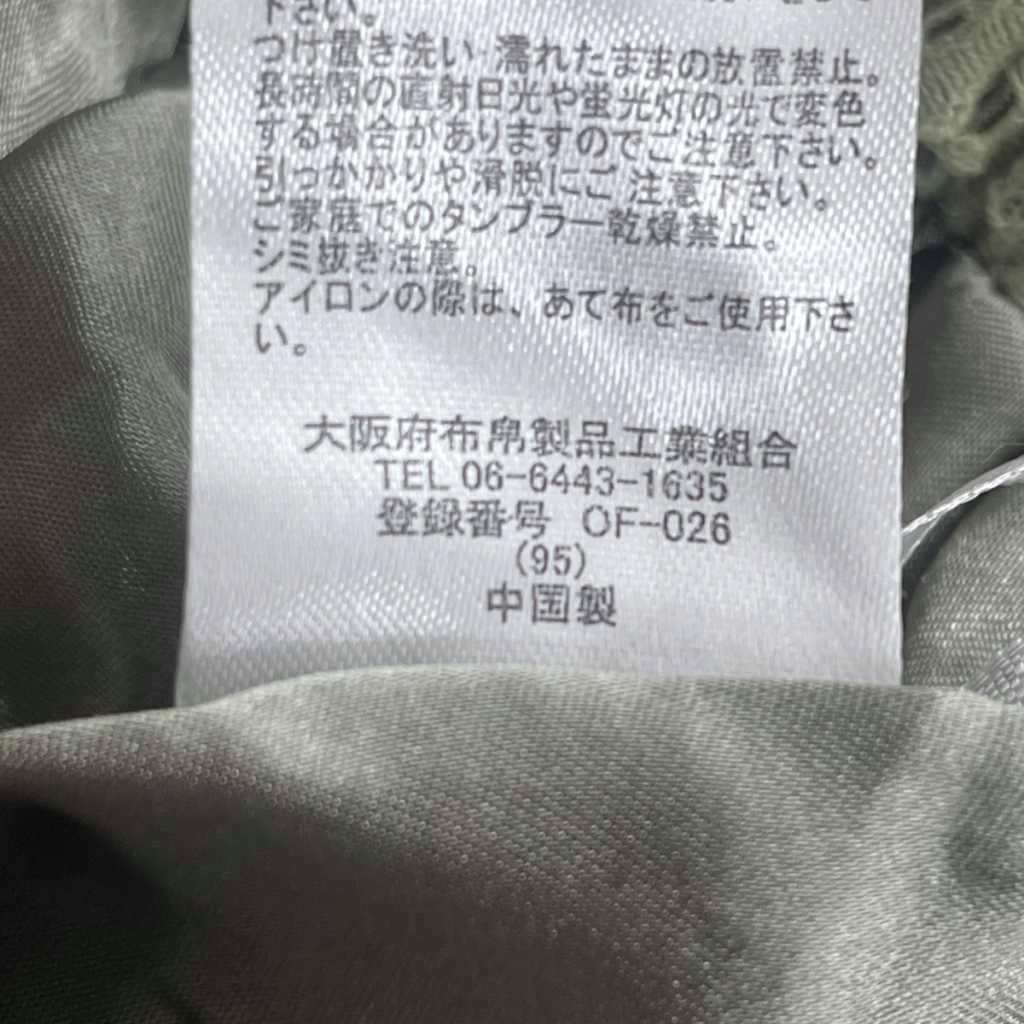 下さい。
つけ置き洗い 濡れたままの放置禁止。
長時間の直射日光や蛍光灯の光で変色
する場合がありますのでご注意下さい。
引っかかりや滑脱にご注意下さい。
ご家庭でのタンブラー乾燥禁止。
シミ抜き注意。
アイロンの際は、あて布をご使用下さ
い。
大阪府布帛製品工業組合
TEL 06-6443-1635
登録番号 OF-026
(95)
中国製